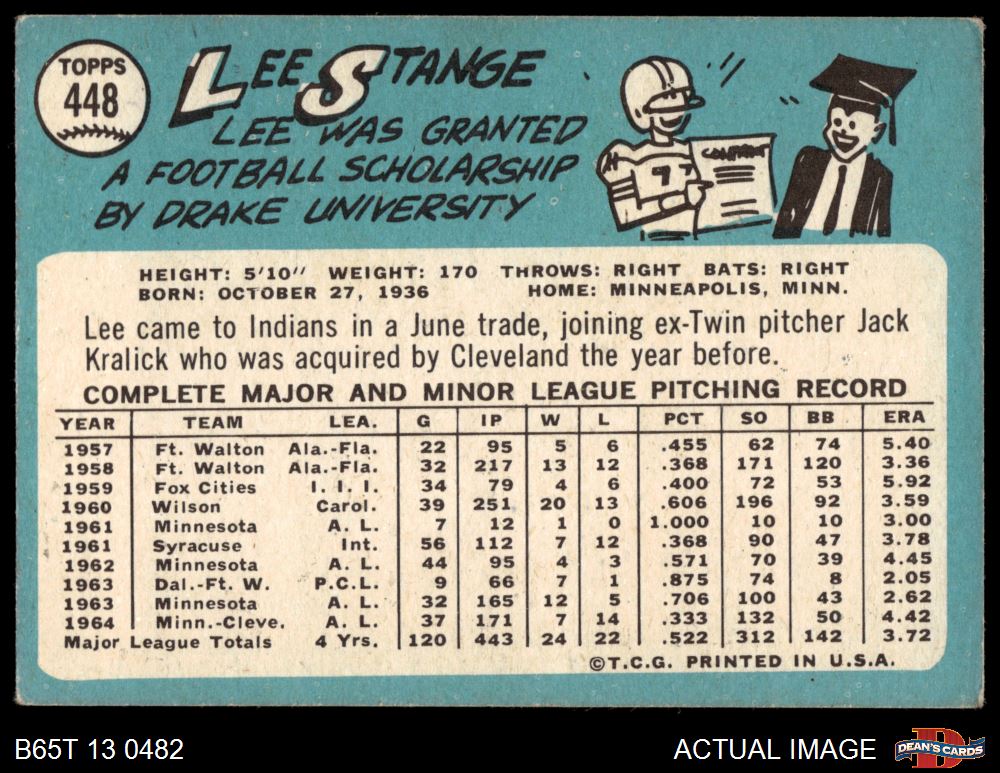 TOPPS
448
LEE STANGE
LEE WAS GRANTED
A FOOTBALL SCHOLARSHIP
BY DRAKE UNIVERSITY
CONTRACT
77
HEIGHT: 5'10" WEIGHT: 170 THROWS: RIGHT BATS: RIGHT
BORN: OCTOBER 27, 1936 HOME: MINNEAPOLIS, MINN.
Lee came to Indians in a June trade, joining ex-Twin pitcher Jack
Kralick who was acquired by Cleveland the year before.
COMPLETE MAJOR AND MINOR LEAGUE PITCHING RECORD
YEAR TEAM LEA. G IP W L PCT SO BB ERA
1957 Ft. Walton Ala.-Fla. 22 95 5 6 .455 62 74 5.40
1958 Ft. Walton Ala.-Fla. 32 217 13 12 .368 171 120 3.36
1959 Fox Cities I. I. I. 34 79 4 6 .400 72 53 5.92
1960 Wilson Carol. 39 251 20 13 .606 196 92 3.59
1961 Minnesota A. L. 7 12 1 0 1.000 10 10 3.00
1961 Syracuse Int. 56 112 7 12 .368 90 47 3.78
1962 Minnesota A. L. 44 95 4 3 .571 70 39 4.45
1963 Dal.-Ft. W. P.C.L. 9 66 7 1 .875 74 8 2.05
1963 Minnesota A. L. 32 165 12 5 .706 100 43 2.62
1964 Minn.-Cleve. A. L. 37 171 7 14 .333 132 50 4.42
Major League Totals 4 Yrs. 120 443 24 22 .522 312 142 3.72
©T.C.G. PRINTED IN U.S.A.
B65T 13 0482
ACTUAL IMAGE
D
DEAN'S CARDS